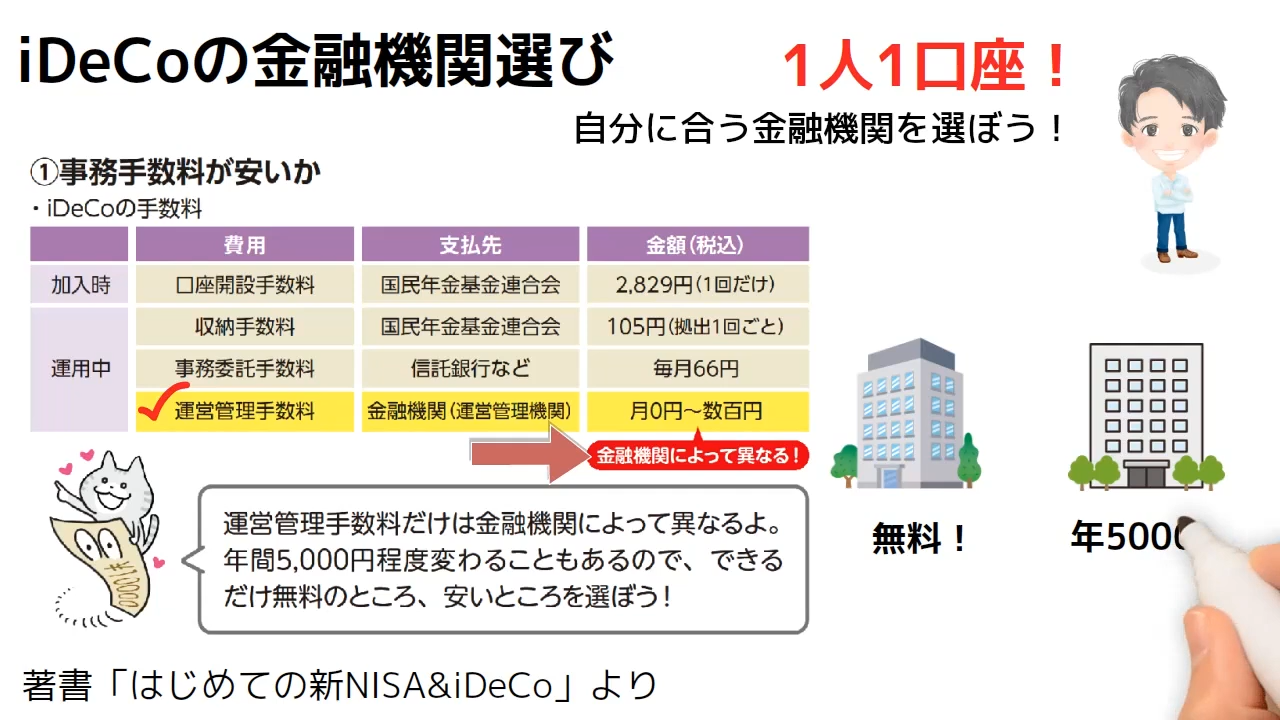 iDeCoの金融機関選び
1人1口座！
自分に合う金融機関を選ぼう！
①事務手数料が安いか
・iDeCoの手数料
費用 支払先 金額(税込)
加入時 口座開設手数料 国民年金基金連合会 2,829円(1回だけ)
収納手数料 国民年金基金連合会 105円(拠出1回ごと)
運用中 事務委託手数料 信託銀行など 毎月66円
運営管理手数料 金融機関(運営管理機関) 月0円〜数百円
金融機関によって異なる!
運営管理手数料だけは金融機関によって異なるよ。
年間5,000円程度変わることもあるので、できる
だけ無料のところ、安いところを選ぼう!
無料！
年5000
著書「はじめての新NISA&iDeCo」より